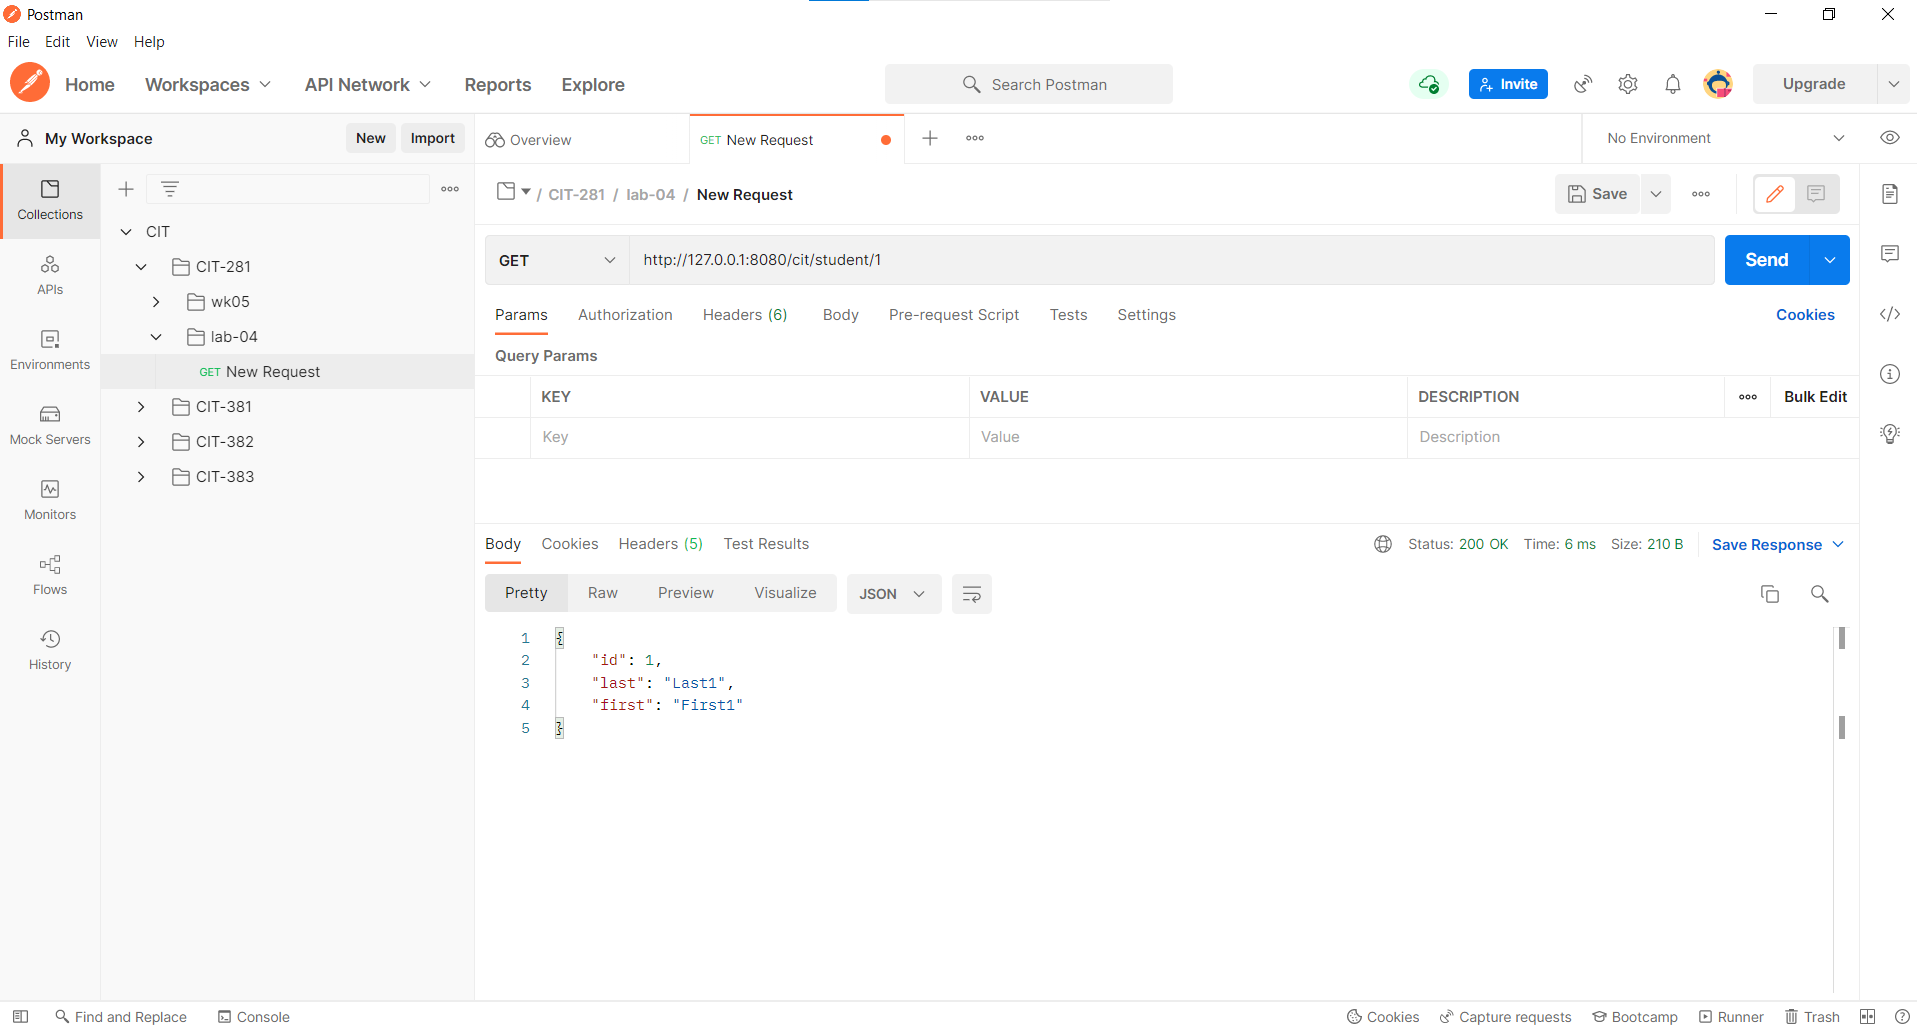 Postman
File Edit View Help
Home Workspaces API Network Reports Explore Search Postman Invite Upgrade
My Workspace New Import Overview GET New Request No Environment
/ CIT-281 / lab-04 / New Request Save
Collections
CIT
CIT-281
wk05
lab-04
GET New Request
CIT-381
CIT-382
CIT-383
APIs
Environments
Mock Servers
Monitors
Flows
History
GET http://127.0.0.1:8080/cit/student/1 Send
Params Authorization Headers (6) Body Pre-request Script Tests Settings Cookies
Query Params
KEY VALUE DESCRIPTION Bulk Edit
Key Value Description
Body Cookies Headers (5) Test Results Status: 200 OK Time: 6 ms Size: 210 B Save Response
Pretty Raw Preview Visualize JSON
1 {
2 "id": 1,
3 "last": "Last1",
4 "first": "First1"
5 }
Find and Replace Console Cookies Capture requests Bootcamp Runner Trash